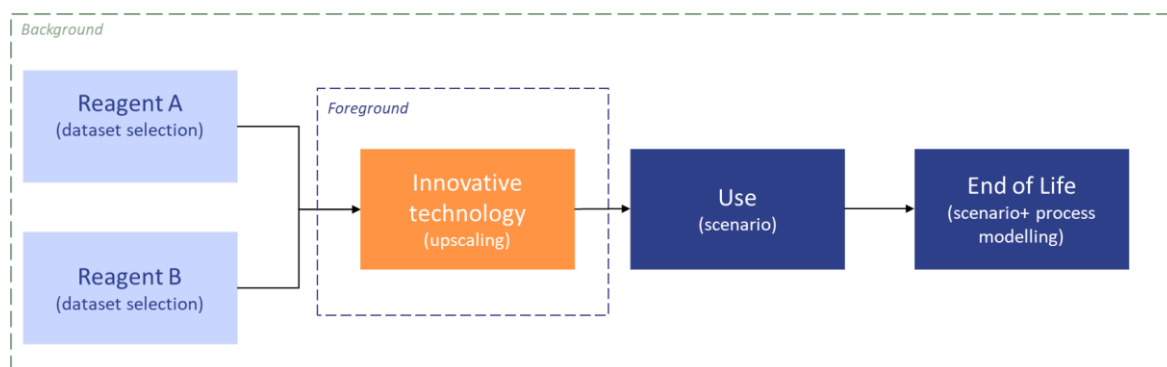 Background
Reagent A
(dataset selection)
Foreground
Innovative
technology
(upscaling)
Use
(scenario)
End of Life
(scenario+ process
modelling)
Reagent B
(dataset selection)